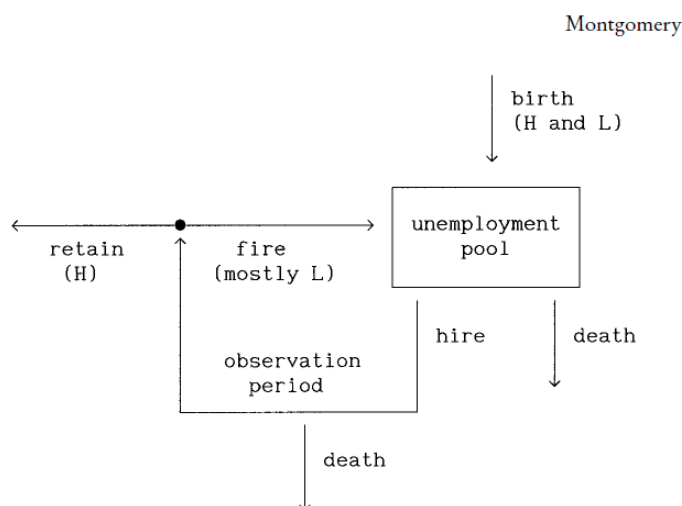 Montgomery
birth
(H and L)
unemployment
pool
retain
(H)
fire
(mostly L)
hire
death
observation
period
death